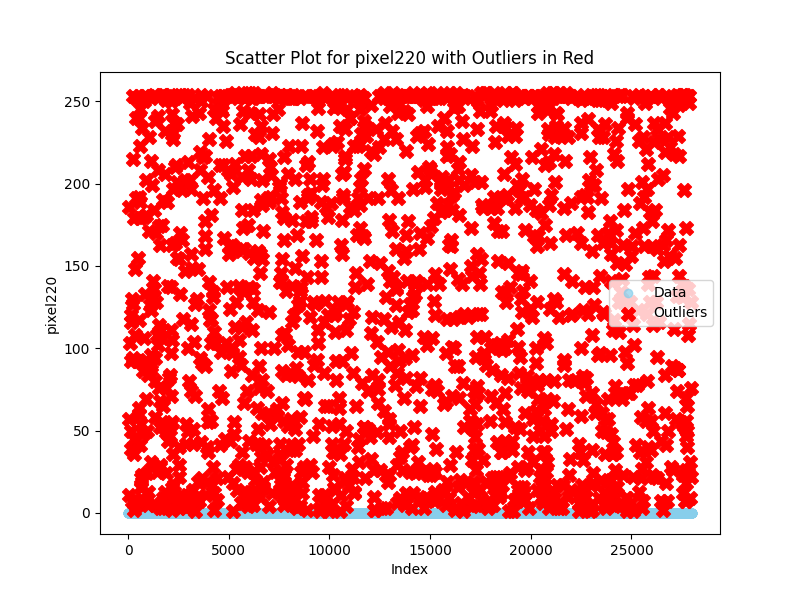 Scatter Plot for pixel220 with Outliers in Red
250
200
150
100
50
0
pixel220
Data
Outliers
0 5000 10000 15000 20000 25000
Index